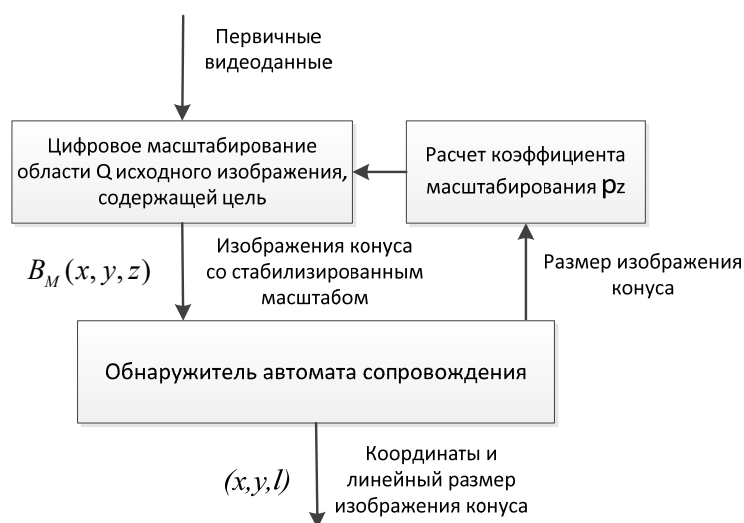 Первичные
видеоданные
Цифровое масштабирование
области Q исходного изображения,
содержащей цель
Расчет коэффициента
масштабирования pz
B_M (x, y, z)
Изображения конуса
со стабилизированным
масштабом
Размер изображения
конуса
Обнаружитель автомата сопровождения
(x,y,l)
Координаты и
линейный размер
изображения конуса